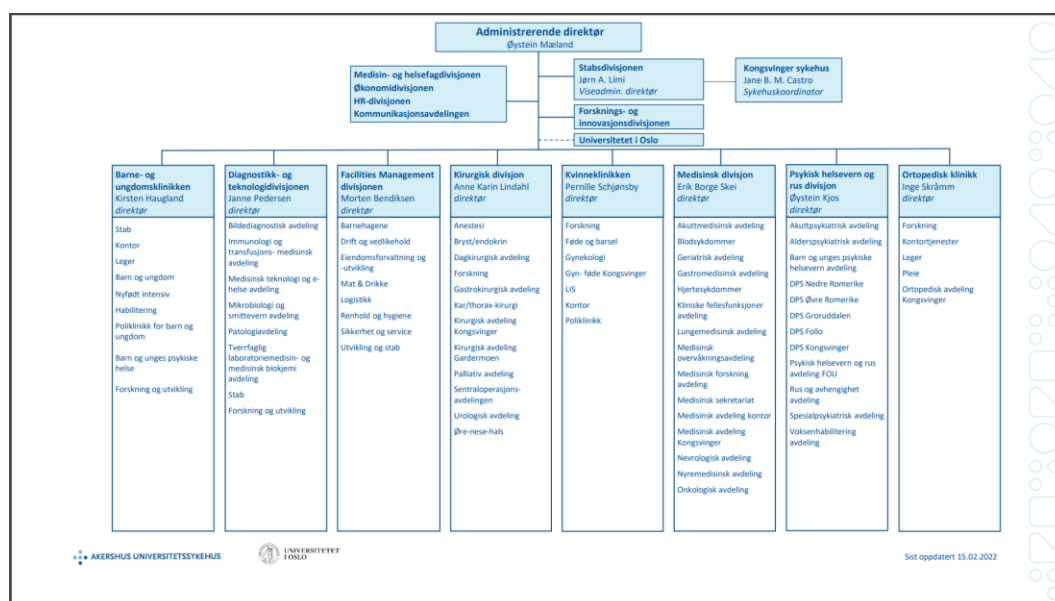 Administrerende direktør
Øystein Mæland
Medisin- og helsefagdivisjonen
Økonomidivisjonen
HR-divisjonen
Kommunikasjonsavdelingen
Stabsdivisjonen
Jørn A. Limi
Viseadmin. direktør
Kongsvinger sykehus
Jane B. M. Castro
Sykehuskoordinator
Forsknings- og
innovasjonsdivisjonen
Universitetet i Oslo
Barne- og
ungdomsklinikken
Kirsten Haugland
direktør
Stab
Kontor
Leger
Barn og ungdom
Nyfødt intensiv
Habilitering
Poliklinikk for barn og
ungdom
Barn og unges psykiske
helse
Forskning og utvikling
Diagnostikk- og
teknologidivisjonen
Janne Pedersen
direktør
Bildediagnostisk avdeling
Immunologi og
transfusjons- medisinsk
avdeling
Medisinsk teknologi og e-
helse avdeling
Mikrobiologi og
smittevern avdeling
Patologiavdeling
Tverrfaglig
laboratoriemedisin- og
medisinsk biokjemi
avdeling
Stab
Forskning og utvikling
Facilities Management
divisjonen
Morten Bendiksen
direktør
Barnehagene
Drift og vedlikehold
Eiendomsforvaltning og
-utvikling
Mat & Drikke
Logistikk
Renhold og hygiene
Sikkerhet og service
Utvikling og stab
Kirurgisk divisjon
Anne Karin Lindahl
direktør
Anestesi
Bryst/endokrin
Dagkirurgisk avdeling
Forskning
Gastrokirurgisk avdeling
Kar/thorax-kirurgi
Kirurgisk avdeling
Kongsvinger
Kirurgisk avdeling
Gardermoen
Palliativ avdeling
Sentraloperasjons-
avdelingen
Urologisk avdeling
Øre-nese-hals
Kvinneklinikken
Pernille Schjønsby
direktør
Forskning
Føde og barsel
Gynekologi
Gyn- føde Kongsvinger
LIS
Kontor
Poliklinikk
Medisinsk divisjon
Erik Borge Skei
direktør
Akuttmedisinsk avdeling
Blodsykdommer
Geriatrisk avdeling
Gastromedisinsk avdeling
Hjertesykdommer
Kliniske fellesfunksjoner
avdeling
Lungemedisinsk avdeling
Medisinsk
overvåkningsavdeling
Medisinsk forskning
avdeling
Medisinsk sekretariat
Medisinsk avdeling kontor
Medisinsk avdeling
Kongsvinger
Nevrologisk avdeling
Nyremedisinsk avdeling
Onkologisk avdeling
Psykisk helsevern og
rus divisjon
Øystein Kjos
direktør
Akuttpsykiatrisk avdeling
Alderspsykiatrisk avdeling
Barn og unges psykiske
helsevern avdeling
DPS Nedre Romerike
DPS Øvre Romerike
DPS Groruddalen
DPS Follo
DPS Kongsvinger
Psykisk helsevern og rus
avdeling FOU
Rus og avhengighet
avdeling
Spesialpsykiatrisk avdeling
Voksenhabilitering
avdeling
Ortopedisk klinikk
Inge Skråmm
direktør
Forskning
Kontortjenester
Leger
Pleie
Ortopedisk avdeling
Kongsvinger
AKERSHUS UNIVERSITETSSYKEHUS
UNIVERSITETET
I OSLO
Sist oppdatert 15.02.2022